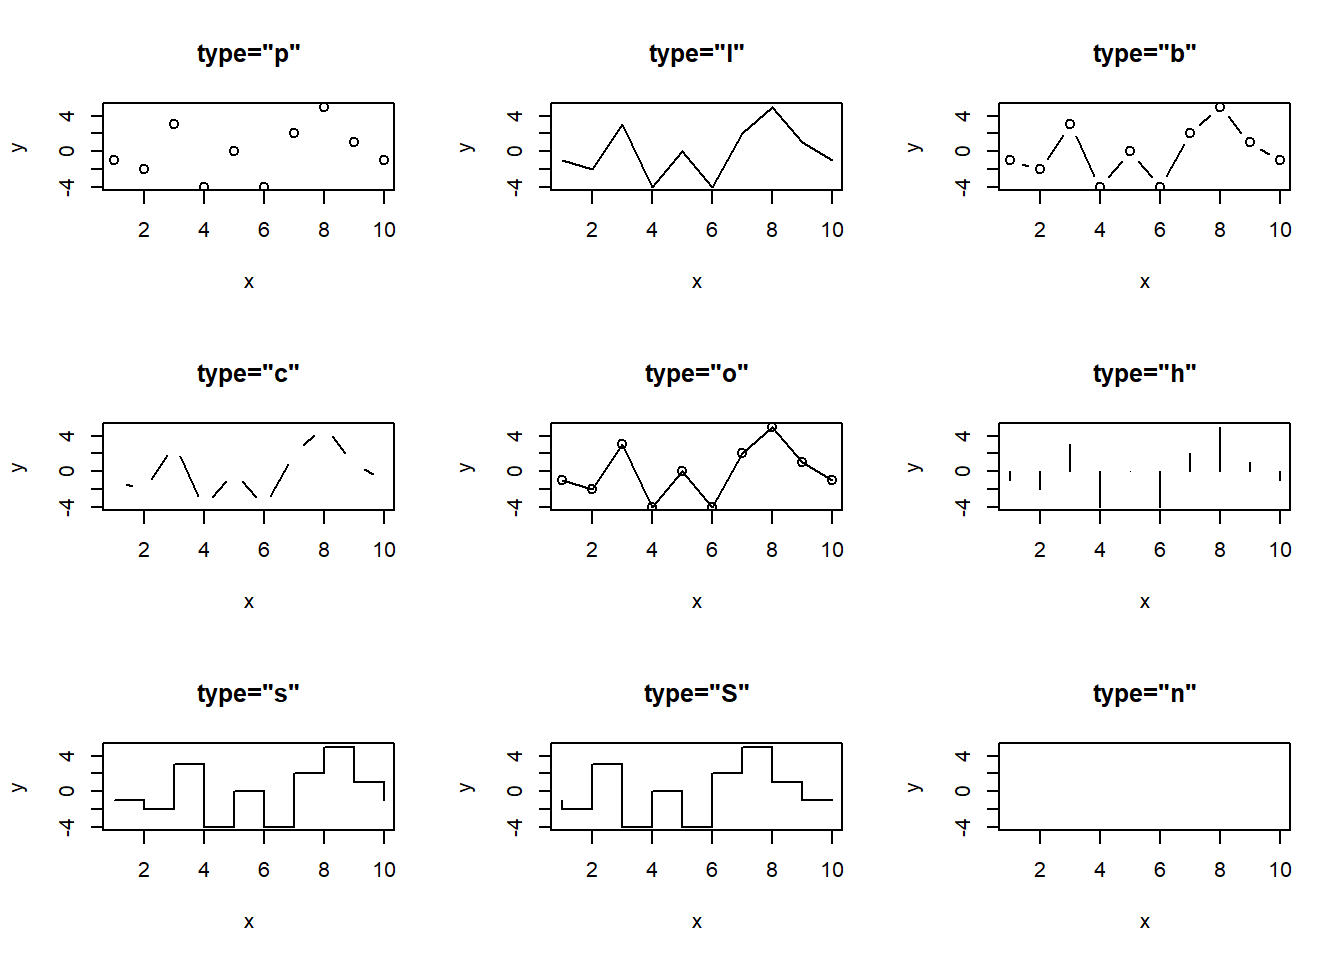 type="p" type="l" type="b"
4 4 4
y 0 y 0 y 0
-4 -4 -4
2 4 6 8 10 2 4 6 8 10 2 4 6 8 10
x x x
type="c" type="o" type="h"
4 4 4
y 0 y 0 y 0
-4 -4 -4
2 4 6 8 10 2 4 6 8 10 2 4 6 8 10
x x x
type="s" type="S" type="n"
4 4 4
y 0 y 0 y 0
-4 -4 -4
2 4 6 8 10 2 4 6 8 10 2 4 6 8 10
x x x